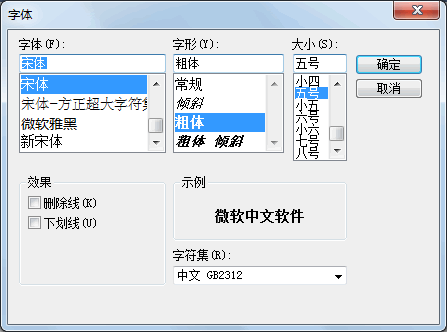 字体
字体(F):
宋体
宋体
宋体-方正超大字符集
微软雅黑
新宋体
字形(Y):
粗体
常规
倾斜
粗体
粗体 倾斜
大小(S):
五号
小四
五号
小五
六号
小六
七号
八号
确定
取消
效果
删除线(K)
下划线(U)
示例
微软中文软件
字符集(R):
中文 GB2312